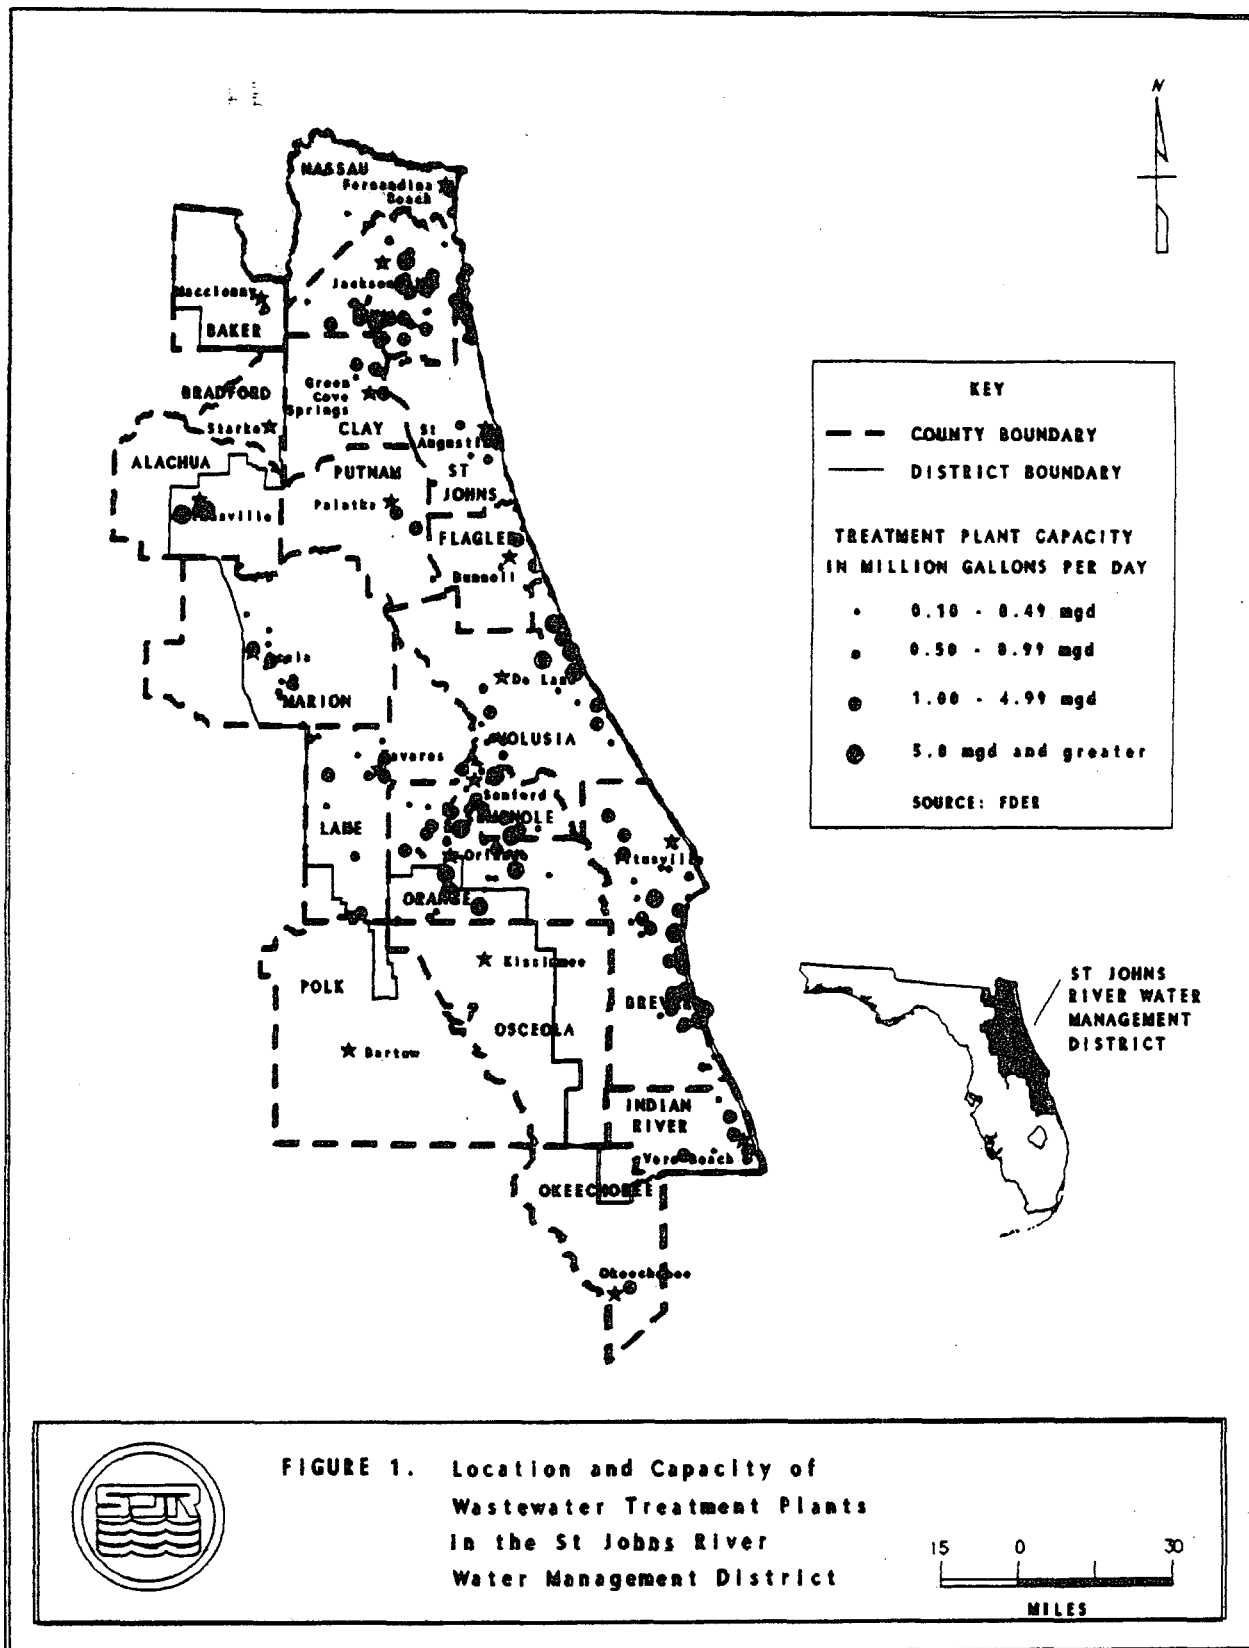 N
NASSAU
Fernandina
Beach
Macclenny
BAKER
BRADFORD
Green
Cove
Springs
Starke
CLAY
St
ALACHUA
PUTNAM
ST
JOHNS
Palatka
FLAGLER
Bunnell
De Land
MARION
VOLUSIA
Tavares
Sanford
LAKE
Orlando
Titusville
ORANGE
Kissimee
POLK
BREVARD
OSCEOLA
Bartow
INDIAN
RIVER
Vero Beach
OKEECHOBEE
Okeechobee
KEY
COUNTY BOUNDARY
DISTRICT BOUNDARY
TREATMENT PLANT CAPACITY
IN MILLION GALLONS PER DAY
0.10 - 0.49 mgd
0.50 - 0.99 mgd
1.00 - 4.99 mgd
5.0 mgd and greater
SOURCE: FDER
ST JOHNS
RIVER WATER
MANAGEMENT
DISTRICT
SJR
FIGURE 1. Location and Capacity of
Wastewater Treatment Plants
in the St Johns River
Water Management District
15 0 30
MILES